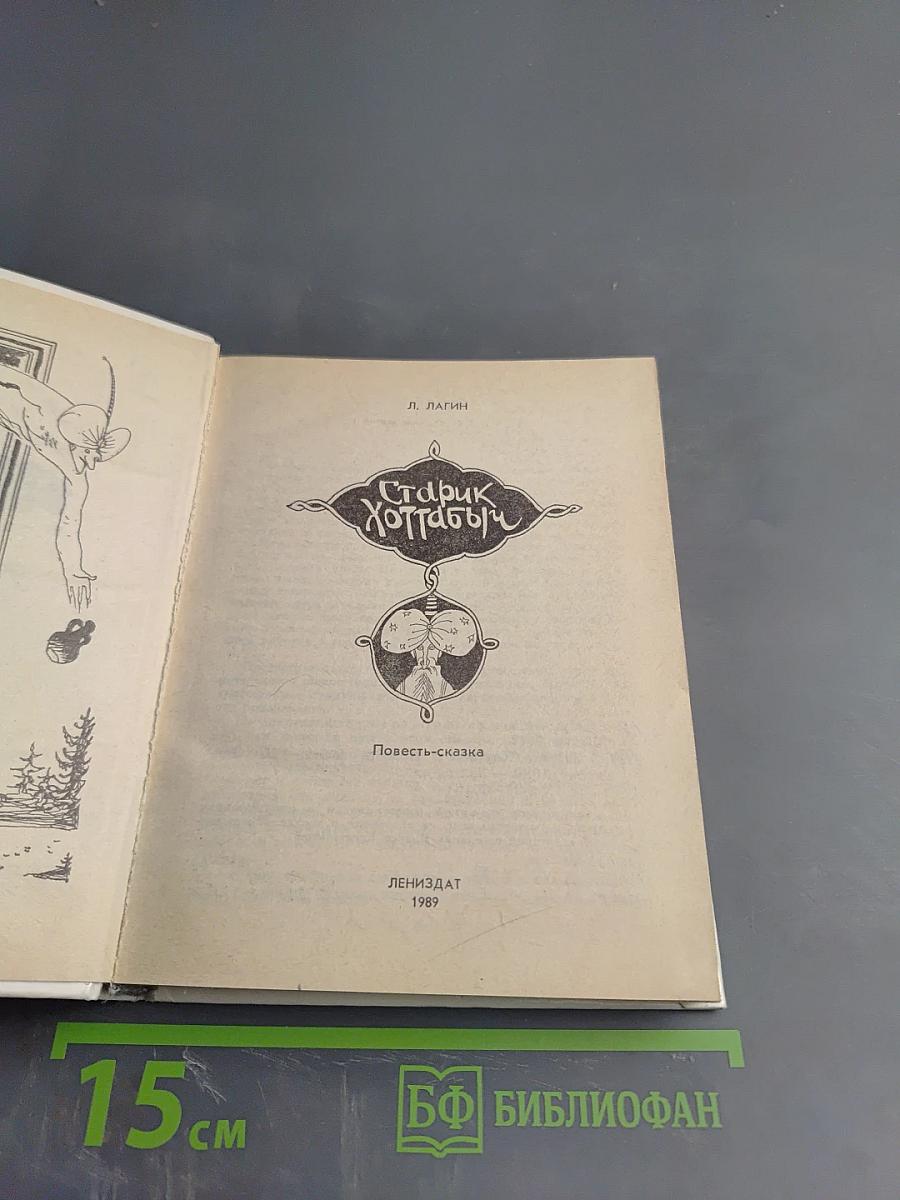 Л. ЛАГИН
Старик
Хоттабыч
Повесть-сказка
ЛЕНИЗДАТ
1989
15 см
БФ БИБЛИОФАН